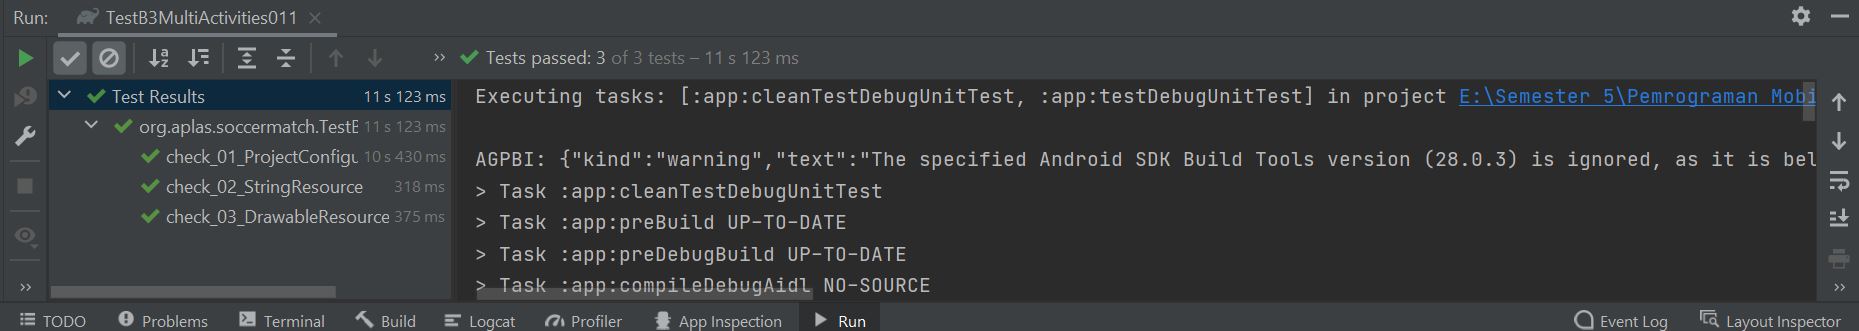 Run: TestB3MultiActivities011
Tests passed: 3 of 3 tests – 11 s 123 ms
Test Results 11 s 123 ms
org.aplas.soccermatch.TestB 11 s 123 ms
check_01_ProjectConfigu 10 s 430 ms
check_02_StringResource 318 ms
check_03_DrawableResource 375 ms
Executing tasks: [:app:cleanTestDebugUnitTest, :app:testDebugUnitTest] in project E:\Semester 5\Pemrograman Mobi
AGPBI: {"kind":"warning","text":"The specified Android SDK Build Tools version (28.0.3) is ignored, as it is bel
> Task :app:cleanTestDebugUnitTest
> Task :app:preBuild UP-TO-DATE
> Task :app:preDebugBuild UP-TO-DATE
> Task :app:compileDebugAidl NO-SOURCE
TODO Problems Terminal Build Logcat Profiler App Inspection Run Event Log Layout Inspector